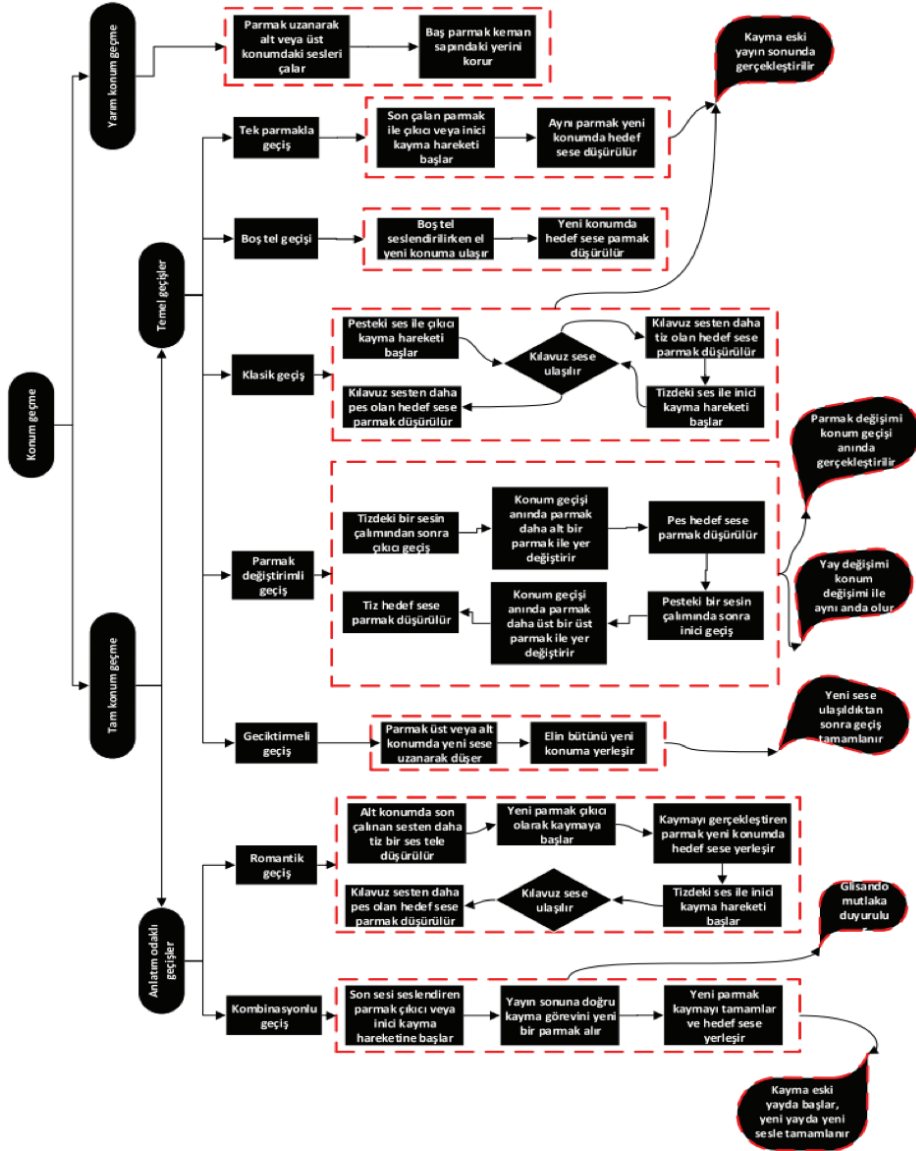 Konum geçme
Yarım konum geçme
Parmak uzanarak
alt veya üst
konumdaki sesleri
çalar
Baş parmak keman
sapındaki yerini
korur
Tam konum geçme
Temel geçişler
Tek parmakla
geçiş
Son çalan parmak
ile çıkıcı veya inici
kayma hareketi
başlar
Aynı parmak yeni
konumda hedef
sese düşürülür
Kayma eski
yayın sonunda
gerçekleştirilir
Boş tel geçişi
Boş tel
seslendirilirken el
yeni konuma ulaşır
Yeni konumda
hedef sese parmak
düşürülür
Klasik geçiş
Pesteki ses ile çıkıcı
kayma hareketi
başlar
Kılavuz sese
ulaşılır
Kılavuz sesten daha
tiz olan hedef sese
parmak düşürülür
Tizdeki ses ile inici
kayma hareketi
başlar
Kılavuz sesten daha
pes olan hedef sese
parmak düşürülür
Parmak
değiştirimli
geçiş
Tizdeki bir sesin
çalımından sonra
çıkıcı geçiş
Konum geçişi
anında parmak
daha alt bir
parmak ile yer
değiştirir
Pes hedef sese
parmak düşürülür
Pesteki bir sesin
çalımında sonra
inici geçiş
Konum geçişi
anında parmak
daha üst bir üst
parmak ile yer
değiştirir
Tiz hedef sese
parmak düşürülür
Parmak değişimi
konum geçişi
anında
gerçekleştirilir
Yay değişimi
konum
değişimi ile
aynı anda olur
Geciktirmeli
geçiş
Parmak üst veya alt
konumda yeni sese
uzanarak düşer
Elin bütünü yeni
konuma yerleşir
Yeni sese
ulaşıldıktan
sonra geçiş
tamamlanır
Anlatım odaklı
geçişler
Romantik
geçiş
Alt konumda son
çalınan sesten daha
tiz bir ses tele
düşürülür
Yeni parmak çıkıcı
olarak kaymaya
başlar
Kaymayı gerçekleştiren
parmak yeni konumda
hedef sese yerleşir
Tizdeki ses ile inici
kayma hareketi
başlar
Kılavuz sese
ulaşılır
Kılavuz sesten daha
pes olan hedef sese
parmak düşürülür
Kombinasyonlu
geçiş
Son sesi seslendiren
parmak çıkıcı veya
inici kayma
hareketine başlar
Yayın sonuna doğru
kayma görevini yeni
bir parmak alır
Yeni parmak
kaymayı tamamlar
ve hedef sese
yerleşir
Glisando
mutlaka
duyurulu
Kayma eski
yayda başlar,
yeni yayda yeni
sesle tamamlanır